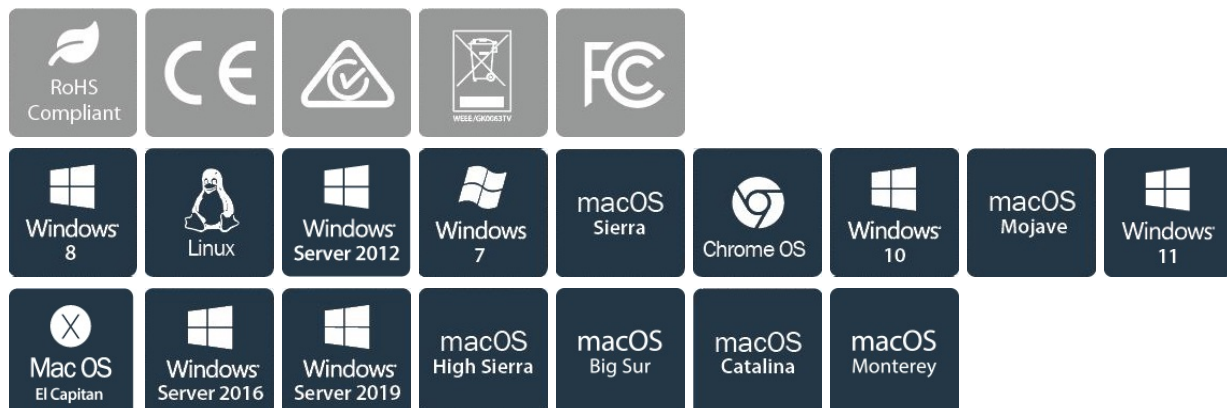 RoHS
Compliant
CE
WEEE/GK0063TV
FC
Windows
8
Linux
Windows
Server 2012
Windows
7
macOS
Sierra
Chrome OS
Windows
10
macOS
Mojave
Windows
11
X
Mac OS
El Capitan
Windows
Server 2016
Windows
Server 2019
macOS
High Sierra
macOS
Big Sur
macOS
Catalina
macOS
Monterey